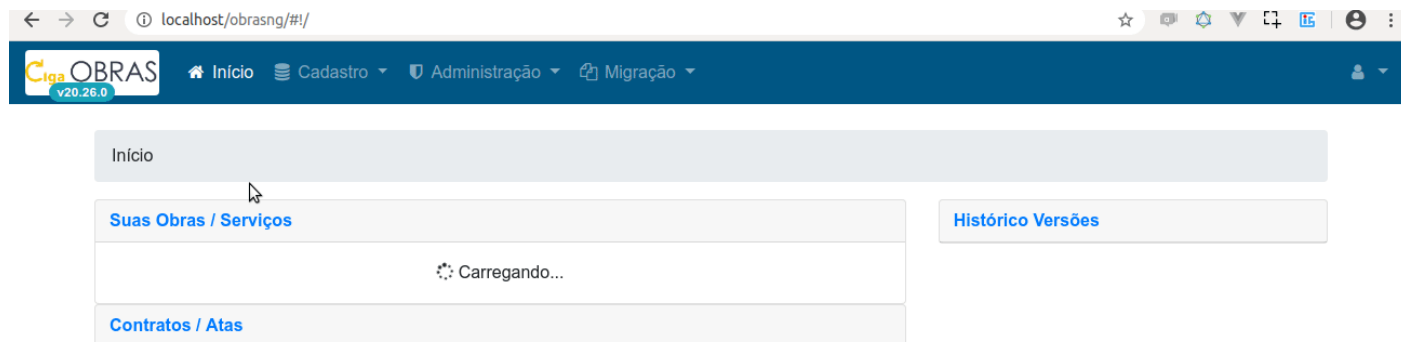 localhost/obrasng/#!/
Ciga OBRAS
v20.26.0
Início Cadastro Administração Migração
Início
Suas Obras / Serviços
Histórico Versões
Carregando...
Contratos / Atas